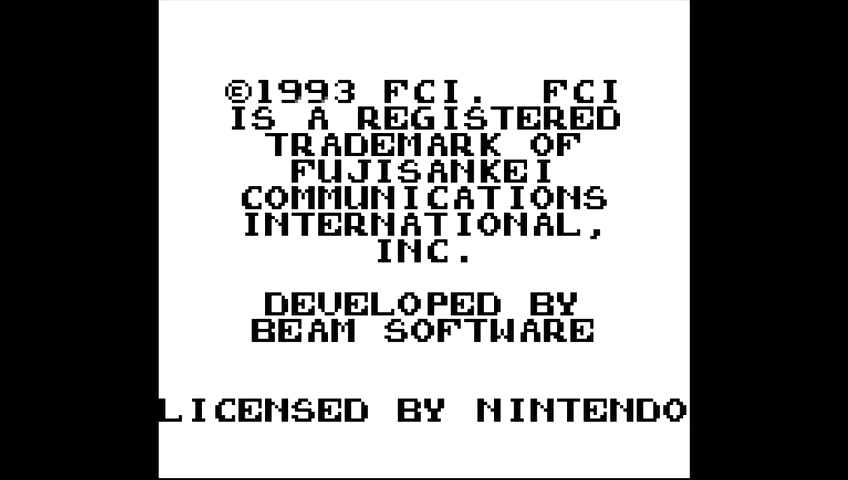 ©1993 FCI. FCI
IS A REGISTERED
TRADEMARK OF
FUJISANKEI
COMMUNICATIONS
INTERNATIONAL,
INC.
DEVELOPED BY
BEAM SOFTWARE
LICENSED BY NINTENDO